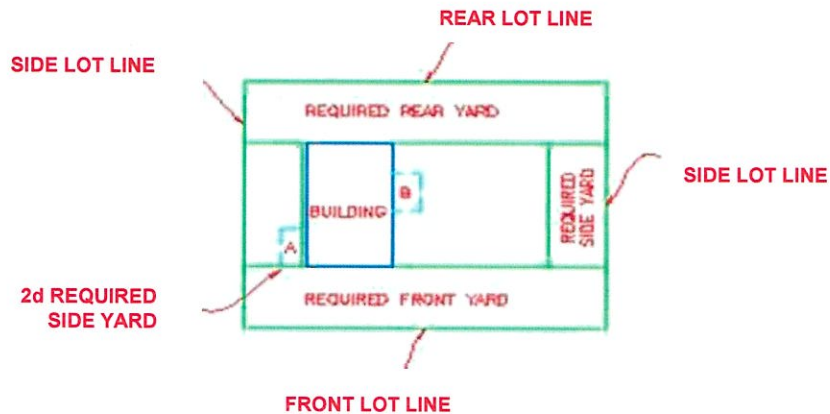 REAR LOT LINE
SIDE LOT LINE
REQUIRED REAR YARD
SIDE LOT LINE
REQUIRED
SIDE YARD
B
BUILDING
A
2d REQUIRED
SIDE YARD
REQUIRED FRONT YARD
FRONT LOT LINE